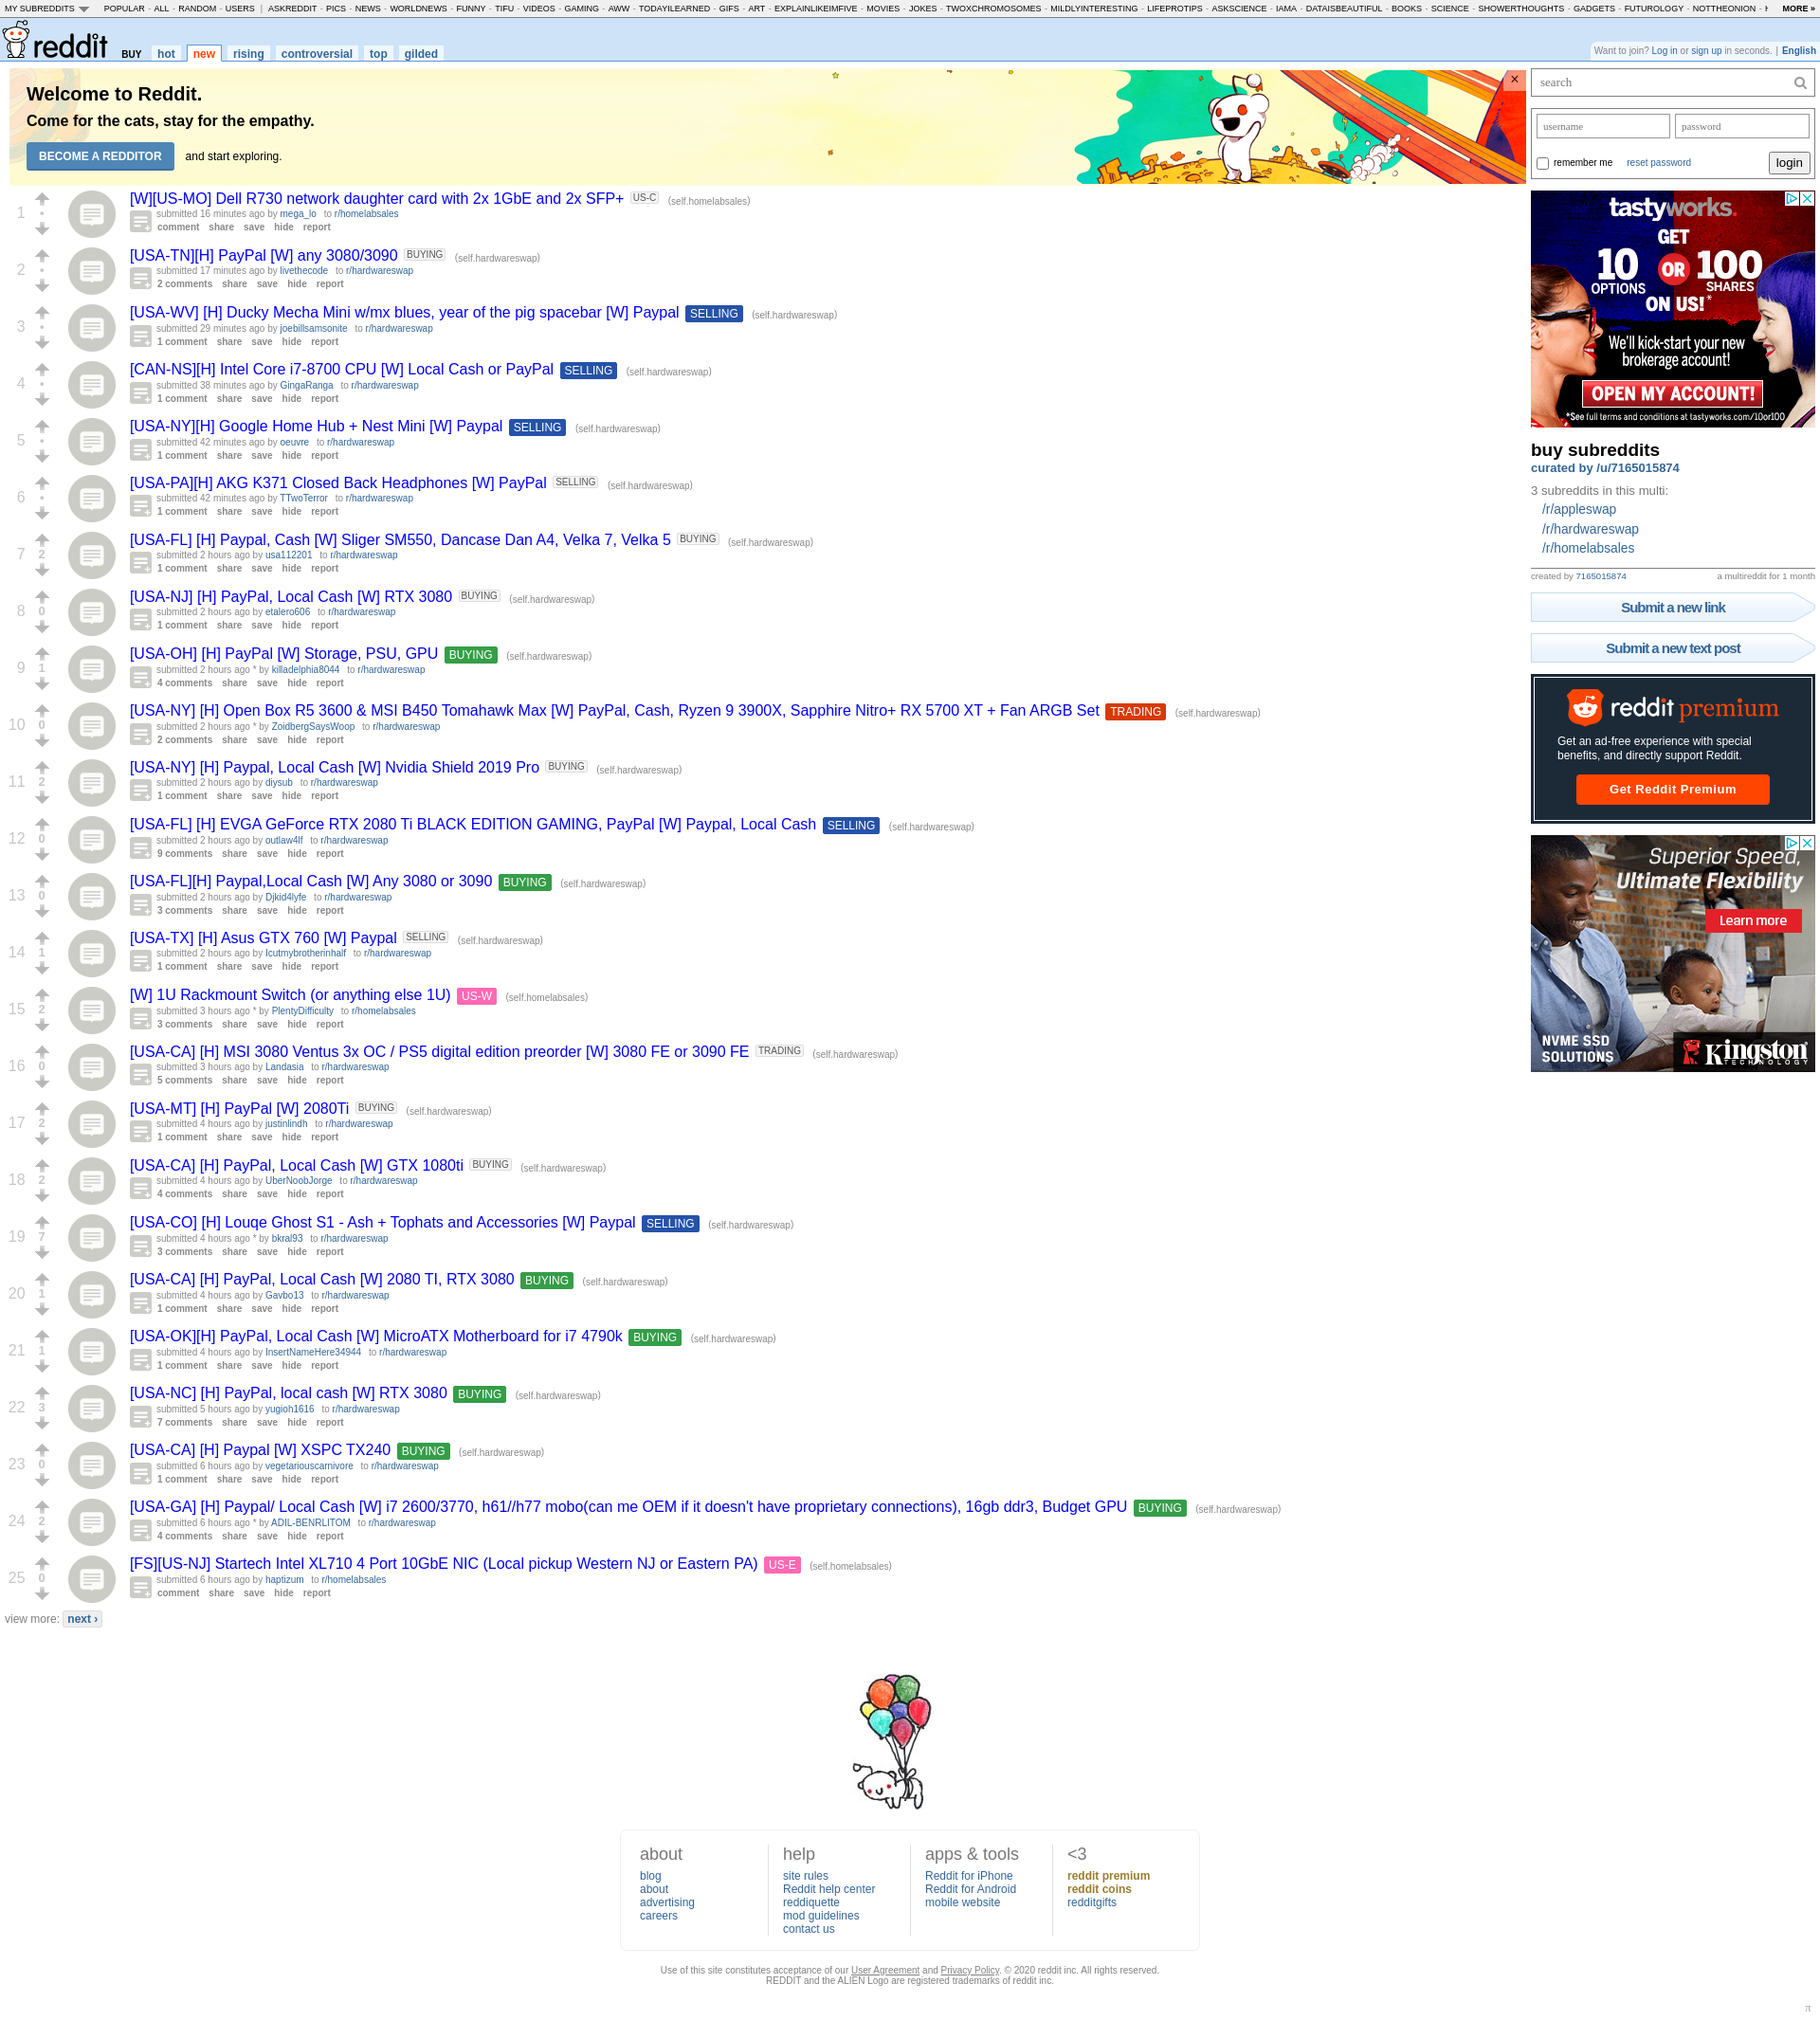 MY SUBREDDITS POPULAR - ALL - RANDOM - USERS | ASKREDDIT - PICS - NEWS - WORLDNEWS - FUNNY - TIFU - VIDEOS - GAMING - AWW - TODAYILEARNED - GIFS - ART - EXPLAINLIKEIMFIVE - MOVIES - JOKES - TWOXCHROMOSOMES - MILDLYINTERESTING - LIFEPROTIPS - ASKSCIENCE - IAMA - DATAISBEAUTIFUL - BOOKS - SCIENCE - SHOWERTHOUGHTS - GADGETS - FUTUROLOGY - NOTTHEONION - MORE »
reddit BUY hot new rising controversial top gilded
Want to join? Log in or sign up in seconds. | English
Welcome to Reddit.
Come for the cats, stay for the empathy.
BECOME A REDDITOR and start exploring.
×
1
[W][US-MO] Dell R730 network daughter card with 2x 1GbE and 2x SFP+ US-C (self.homelabsales)
•
submitted 16 minutes ago by mega_lo to r/homelabsales
comment share save hide report
2
[USA-TN][H] PayPal [W] any 3080/3090 BUYING (self.hardwareswap)
•
submitted 17 minutes ago by livethecode to r/hardwareswap
2 comments share save hide report
3
[USA-WV] [H] Ducky Mecha Mini w/mx blues, year of the pig spacebar [W] Paypal SELLING (self.hardwareswap)
•
submitted 29 minutes ago by joebillsamsonite to r/hardwareswap
1 comment share save hide report
4
[CAN-NS][H] Intel Core i7-8700 CPU [W] Local Cash or PayPal SELLING (self.hardwareswap)
•
submitted 38 minutes ago by GingaRanga to r/hardwareswap
1 comment share save hide report
5
[USA-NY][H] Google Home Hub + Nest Mini [W] Paypal SELLING (self.hardwareswap)
•
submitted 42 minutes ago by oeuvre to r/hardwareswap
1 comment share save hide report
6
[USA-PA][H] AKG K371 Closed Back Headphones [W] PayPal SELLING (self.hardwareswap)
•
submitted 42 minutes ago by TTwoTerror to r/hardwareswap
1 comment share save hide report
7
[USA-FL] [H] Paypal, Cash [W] Sliger SM550, Dancase Dan A4, Velka 7, Velka 5 BUYING (self.hardwareswap)
2
submitted 2 hours ago by usa112201 to r/hardwareswap
1 comment share save hide report
8
[USA-NJ] [H] PayPal, Local Cash [W] RTX 3080 BUYING (self.hardwareswap)
0
submitted 2 hours ago by etalero606 to r/hardwareswap
1 comment share save hide report
9
[USA-OH] [H] PayPal [W] Storage, PSU, GPU BUYING (self.hardwareswap)
1
submitted 2 hours ago * by killadelphia8044 to r/hardwareswap
4 comments share save hide report
10
[USA-NY] [H] Open Box R5 3600 & MSI B450 Tomahawk Max [W] PayPal, Cash, Ryzen 9 3900X, Sapphire Nitro+ RX 5700 XT + Fan ARGB Set TRADING (self.hardwareswap)
0
submitted 2 hours ago * by ZoidbergSaysWoop to r/hardwareswap
2 comments share save hide report
11
[USA-NY] [H] Paypal, Local Cash [W] Nvidia Shield 2019 Pro BUYING (self.hardwareswap)
2
submitted 2 hours ago by diysub to r/hardwareswap
1 comment share save hide report
12
[USA-FL] [H] EVGA GeForce RTX 2080 Ti BLACK EDITION GAMING, PayPal [W] Paypal, Local Cash SELLING (self.hardwareswap)
0
submitted 2 hours ago by outlaw4lf to r/hardwareswap
9 comments share save hide report
13
[USA-FL][H] Paypal,Local Cash [W] Any 3080 or 3090 BUYING (self.hardwareswap)
0
submitted 2 hours ago by Djkid4lyfe to r/hardwareswap
3 comments share save hide report
14
[USA-TX] [H] Asus GTX 760 [W] Paypal SELLING (self.hardwareswap)
1
submitted 2 hours ago by Icutmybrotherinhalf to r/hardwareswap
1 comment share save hide report
15
[W] 1U Rackmount Switch (or anything else 1U) US-W (self.homelabsales)
2
submitted 3 hours ago * by PlentyDifficulty to r/homelabsales
3 comments share save hide report
16
[USA-CA] [H] MSI 3080 Ventus 3x OC / PS5 digital edition preorder [W] 3080 FE or 3090 FE TRADING (self.hardwareswap)
0
submitted 3 hours ago by Landasia to r/hardwareswap
5 comments share save hide report
17
[USA-MT] [H] PayPal [W] 2080Ti BUYING (self.hardwareswap)
2
submitted 4 hours ago by justinlindh to r/hardwareswap
1 comment share save hide report
18
[USA-CA] [H] PayPal, Local Cash [W] GTX 1080ti BUYING (self.hardwareswap)
2
submitted 4 hours ago by UberNoobJorge to r/hardwareswap
4 comments share save hide report
19
[USA-CO] [H] Louqe Ghost S1 - Ash + Tophats and Accessories [W] Paypal SELLING (self.hardwareswap)
7
submitted 4 hours ago * by bkral93 to r/hardwareswap
3 comments share save hide report
20
[USA-CA] [H] PayPal, Local Cash [W] 2080 TI, RTX 3080 BUYING (self.hardwareswap)
1
submitted 4 hours ago by Gavbo13 to r/hardwareswap
1 comment share save hide report
21
[USA-OK][H] PayPal, Local Cash [W] MicroATX Motherboard for i7 4790k BUYING (self.hardwareswap)
1
submitted 4 hours ago by InsertNameHere34944 to r/hardwareswap
1 comment share save hide report
22
[USA-NC] [H] PayPal, local cash [W] RTX 3080 BUYING (self.hardwareswap)
3
submitted 5 hours ago by yugioh1616 to r/hardwareswap
7 comments share save hide report
23
[USA-CA] [H] Paypal [W] XSPC TX240 BUYING (self.hardwareswap)
0
submitted 6 hours ago by vegetariouscarnivore to r/hardwareswap
1 comment share save hide report
24
[USA-GA] [H] Paypal/ Local Cash [W] i7 2600/3770, h61//h77 mobo(can me OEM if it doesn't have proprietary connections), 16gb ddr3, Budget GPU BUYING (self.hardwareswap)
2
submitted 6 hours ago * by ADIL-BENRLITOM to r/hardwareswap
4 comments share save hide report
25
[FS][US-NJ] Startech Intel XL710 4 Port 10GbE NIC (Local pickup Western NJ or Eastern PA) US-E (self.homelabsales)
0
submitted 6 hours ago by haptizum to r/homelabsales
comment share save hide report
view more: next ›
search
username password
remember me reset password login
tastyworks.
GET
10 OPTIONS OR 100 SHARES
ON US!*
We'll kick-start your new
brokerage account!
OPEN MY ACCOUNT!
*See full terms and conditions at tastyworks.com/10or100
buy subreddits
curated by /u/7165015874
3 subreddits in this multi:
/r/appleswap
/r/hardwareswap
/r/homelabsales
created by 7165015874 a multireddit for 1 month
Submit a new link
Submit a new text post
reddit premium
Get an ad-free experience with special
benefits, and directly support Reddit.
Get Reddit Premium
Superior Speed,
Ultimate Flexibility
Learn more
NVME SSD
SOLUTIONS
Kingston
TECHNOLOGY
about
blog
about
advertising
careers
help
site rules
Reddit help center
reddiquette
mod guidelines
contact us
apps & tools
Reddit for iPhone
Reddit for Android
mobile website
<3
reddit premium
reddit coins
redditgifts
Use of this site constitutes acceptance of our User Agreement and Privacy Policy. © 2020 reddit inc. All rights reserved.
REDDIT and the ALIEN Logo are registered trademarks of reddit inc.
π